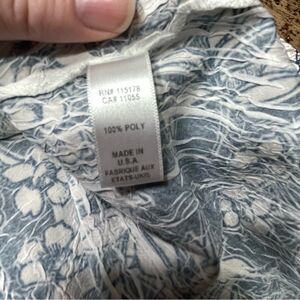 RN# 115178
CA# 11055
100% POLY
MADE IN
U.S.A
FABRIQUE AUX
ETATS-UNIS